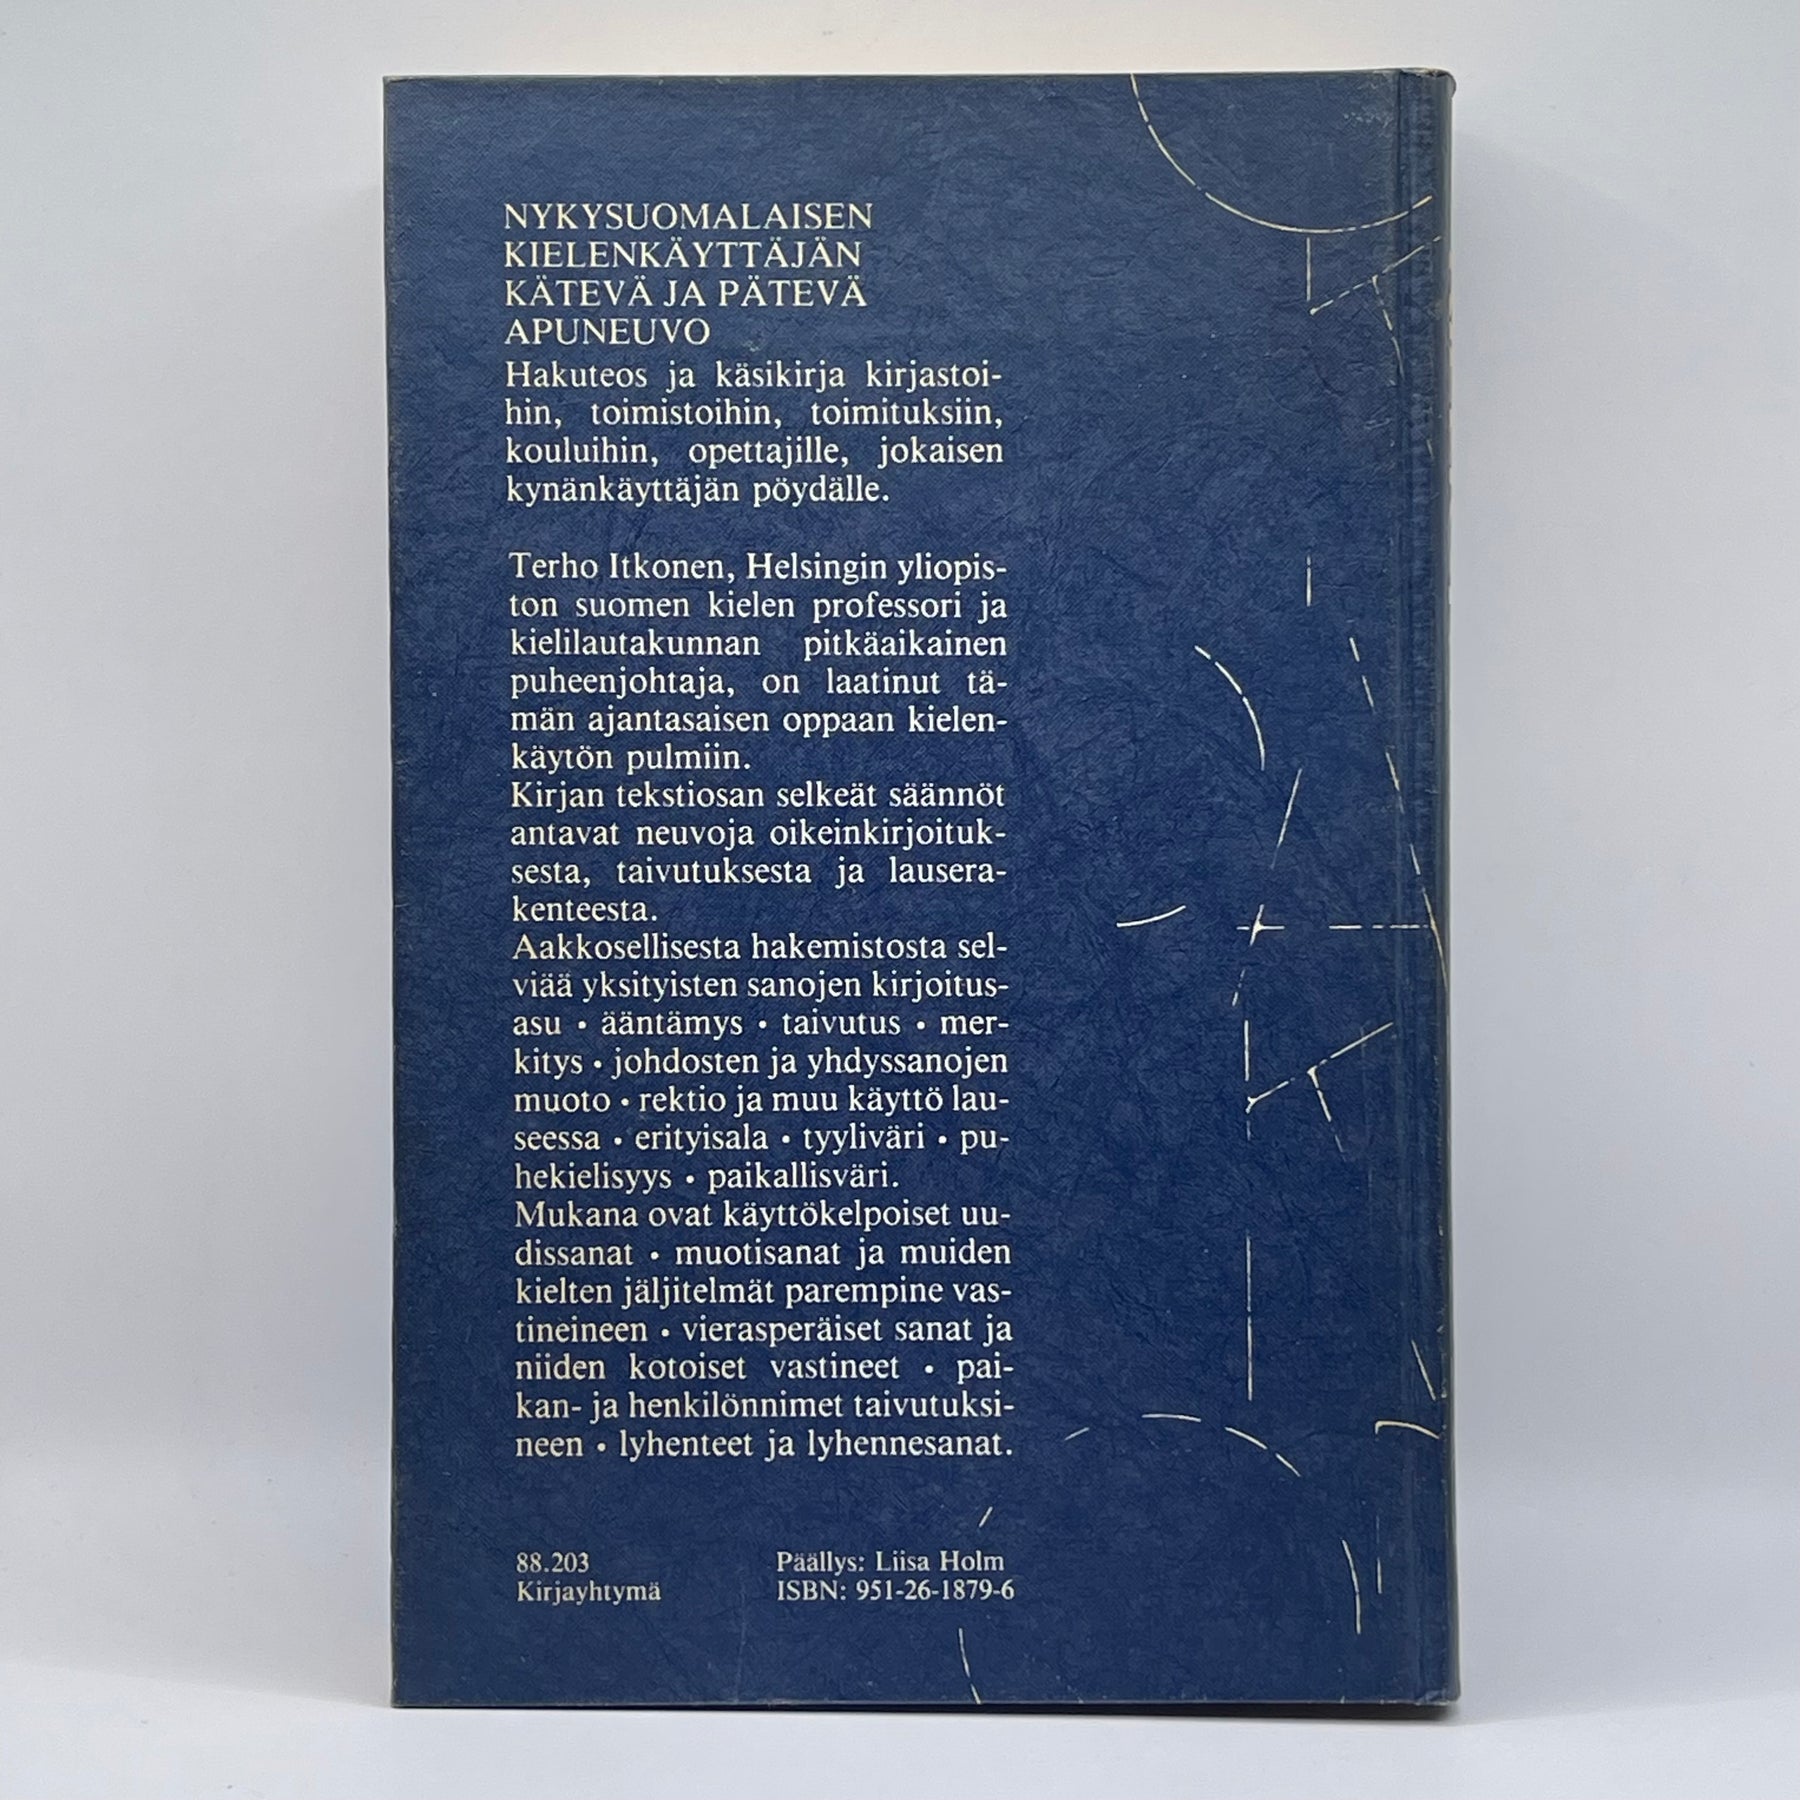 NYKYSUOMALAISEN
KIELENKÄYTTÄJÄN
KÄTEVÄ JA PÄTEVÄ
APUNEUVO
Hakuteos ja käsikirja kirjastoi-
hin, toimistoihin, toimituksiin,
kouluihin, opettajille, jokaisen
kynänkäyttäjän pöydälle.
Terho Itkonen, Helsingin yliopis-
ton suomen kielen professori ja
kielilautakunnan pitkäaikainen
puheenjohtaja, on laatinut tä-
män ajantasaisen oppaan kielen-
käytön pulmiin.
Kirjan tekstiosan selkeät säännöt
antavat neuvoja oikeinkirjoituk-
sesta, taivutuksesta ja lausera-
kenteesta.
Aakkosellisesta hakemistosta sel-
viää yksityisten sanojen kirjoitus-
asu • ääntämys • taivutus • mer-
kitys • johdosten ja yhdyssanojen
muoto • rektio ja muu käyttö lau-
seessa • erityisala • tyyliväri • pu-
hekielisyys • paikallisväri.
Mukana ovat käyttökelpoiset uu-
dissanat • muotisanat ja muiden
kielten jäljitelmät parempine vas-
tineineen • vierasperäiset sanat ja
niiden kotoiset vastineet • pai-
kan- ja henkilönnimet taivutuksi-
neen • lyhenteet ja lyhennesanat.
88.203
Kirjayhtymä
Päällys: Liisa Holm
ISBN: 951-26-1879-6